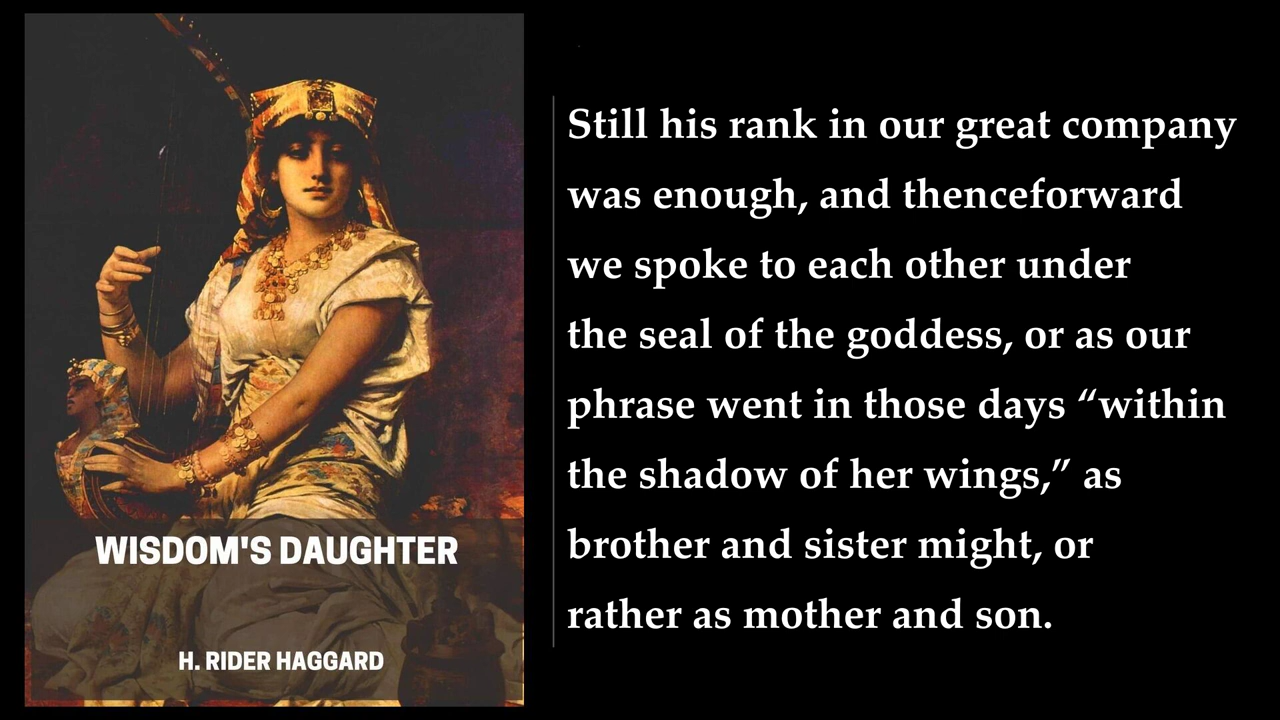 WISDOM'S DAUGHTER
H. RIDER HAGGARD
Still his rank in our great company
was enough, and thenceforward
we spoke to each other under
the seal of the goddess, or as our
phrase went in those days “within
the shadow of her wings,” as
brother and sister might, or
rather as mother and son.